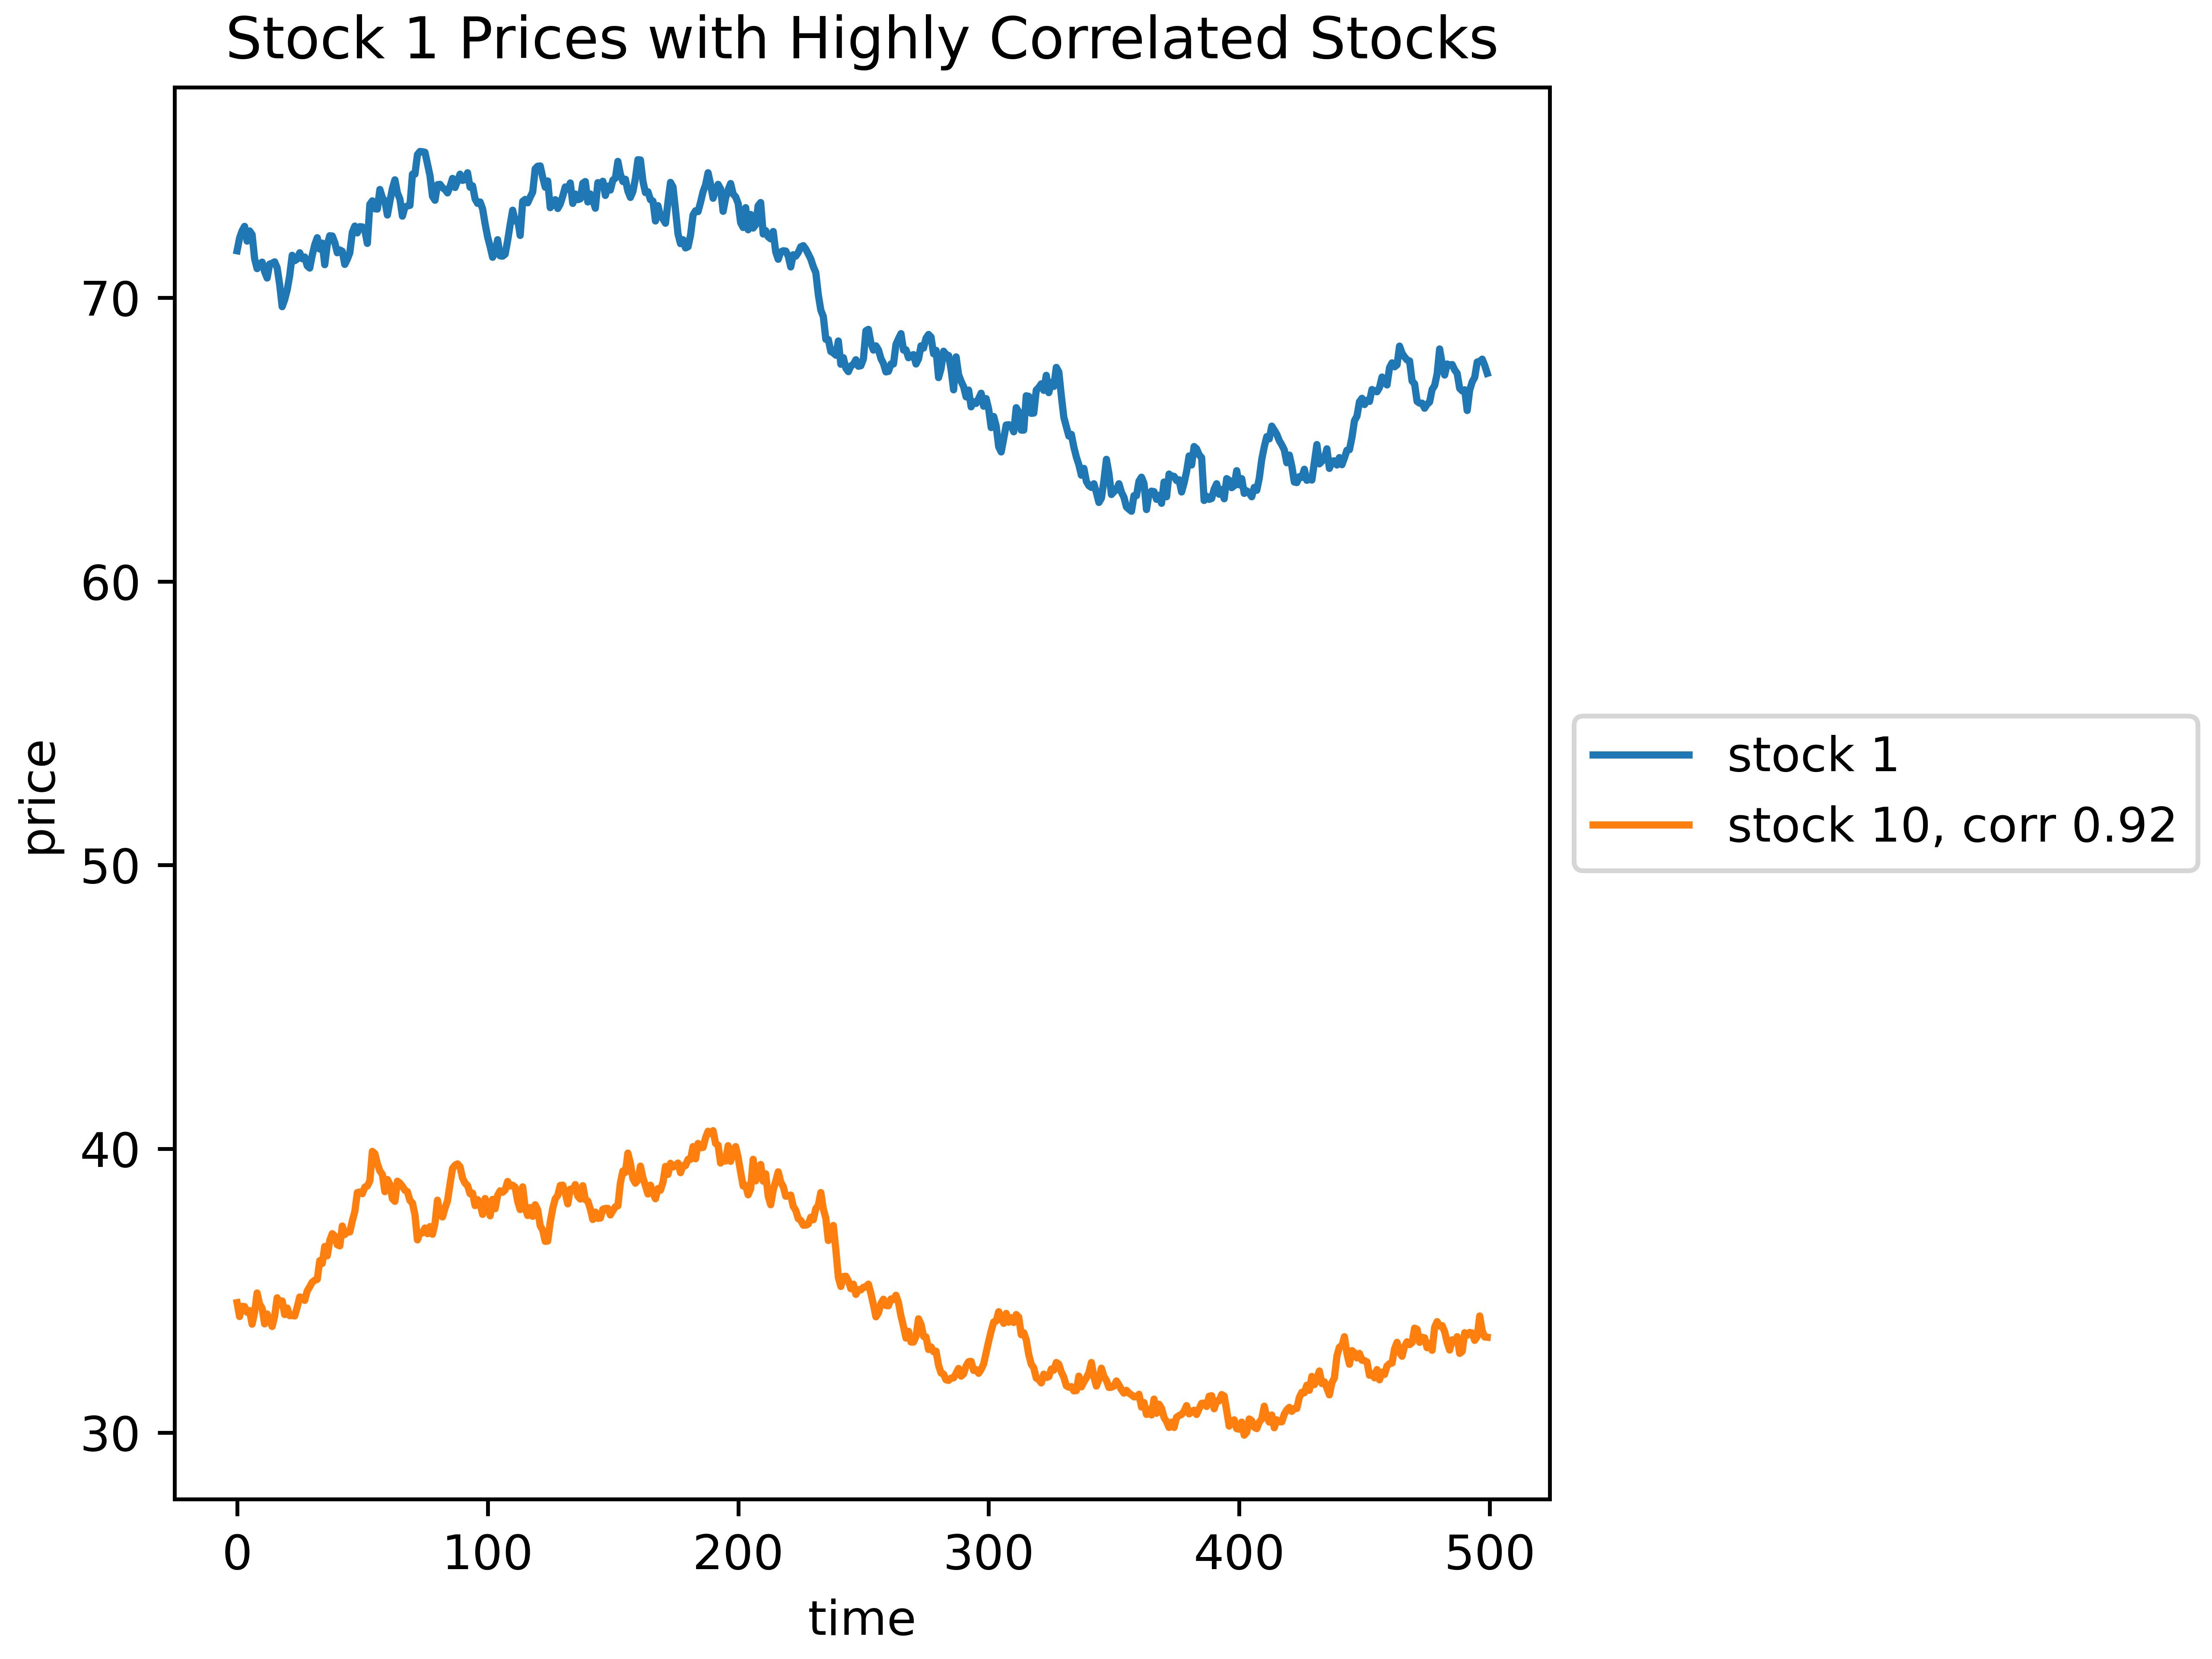 Stock 1 Prices with Highly Correlated Stocks
70
60
50
40
30
price
0 100 200 300 400 500
time
stock 1
stock 10, corr 0.92